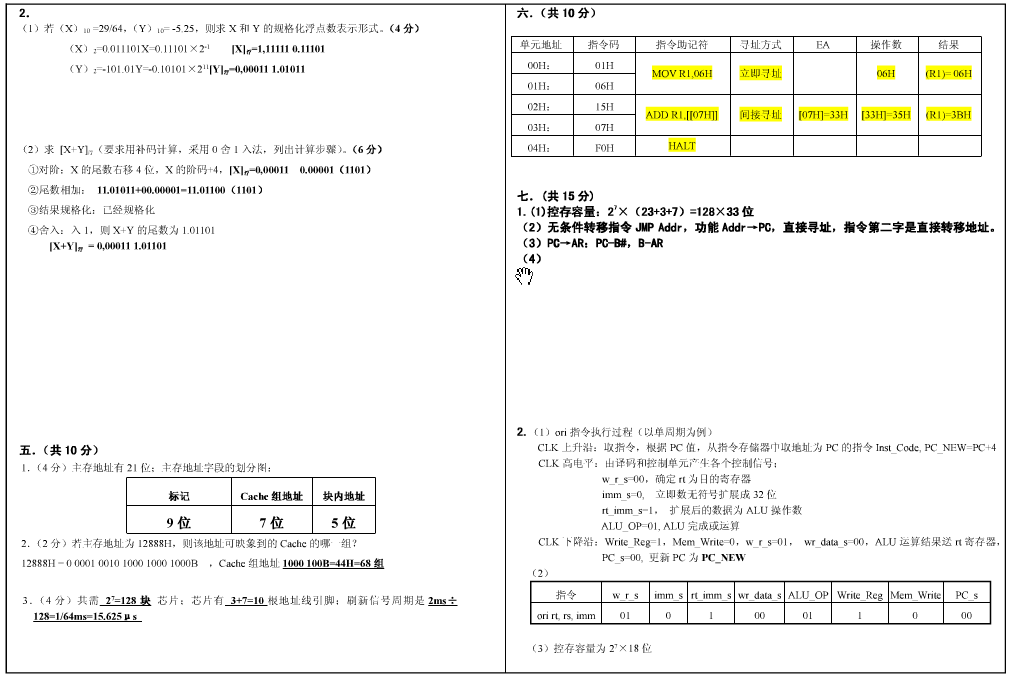 2.
（1）若（X）10 =29/64,（Y）10= -5.25，则求 X 和 Y 的规格化浮点数表示形式。(4 分)
（X）2=0.011101X=0.11101×2-1 [X]浮=1,11111 0.11101
（Y）2=-101.01Y=-0.10101×211[Y]浮=0,00011 1.01011
（2）求 [X+Y]浮（要求用补码计算，采用 0 舍 1 入法，列出计算步骤）。(6 分)
①对阶：X 的尾数右移 4 位，X 的阶码+4，[X]浮=0,00011 0.00001（1101）
②尾数相加： 11.01011+00.00001=11.01100（1101）
③结果规格化：已经规格化
④舍入：入 1，则 X+Y 的尾数为 1.01101
[X+Y]浮 = 0,00011 1.01101
五．（共 10 分）
1.（4 分）主存地址有 21 位；主存地址字段的划分图：
标记 Cache 组地址 块内地址
9 位 7 位 5 位
2.（2 分）若主存地址为 12888H，则该地址可映象到的 Cache 的哪一组？
12888H = 0 0001 0010 1000 1000 1000B ，Cache 组地址 1000 100B=44H=68 组
3.（4 分）共需 27=128 块 芯片；芯片有 3+7=10 根地址线引脚；刷新信号周期是 2ms÷
128=1/64ms=15.625μs
六．（共 10 分）
单元地址 指令码 指令助记符 寻址方式 EA 操作数 结果
00H： 01H MOV R1,06H 立即寻址 06H (R1)= 06H
01H： 06H
02H： 15H ADD R1,[[07H]] 间接寻址 [07H]=33H [33H]=35H (R1)=3BH
03H： 07H
04H： F0H HALT
七．(共 15 分)
1.(1)控存容量：27×（23+3+7）=128×33 位
（2）无条件转移指令 JMP Addr，功能 Addr→PC，直接寻址，指令第二字是直接转移地址。
（3）PC→AR：PC-B#，B-AR
（4）
2.（1）ori 指令执行过程（以单周期为例）
CLK 上升沿：取指令，根据 PC 值，从指令存储器中取地址为 PC 的指令 Inst_Code, PC_NEW=PC+4
CLK 高电平：由译码和控制单元产生各个控制信号；
w_r_s=00，确定 rt 为目的寄存器
imm_s=0, 立即数无符号扩展成 32 位
rt_imm_s=1， 扩展后的数据为 ALU 操作数
ALU_OP=01, ALU 完成或运算
CLK 下降沿：Write_Reg=1，Mem_Write=0，w_r_s=01， wr_data_s=00，ALU 运算结果送 rt 寄存器，
PC_s=00, 更新 PC 为 PC_NEW
（2）
指令 w_r_s imm_s rt_imm_s wr_data_s ALU_OP Write_Reg Mem_Write PC_s
ori rt, rs, imm 01 0 1 00 01 1 0 00
（3）控存容量为 27×18 位